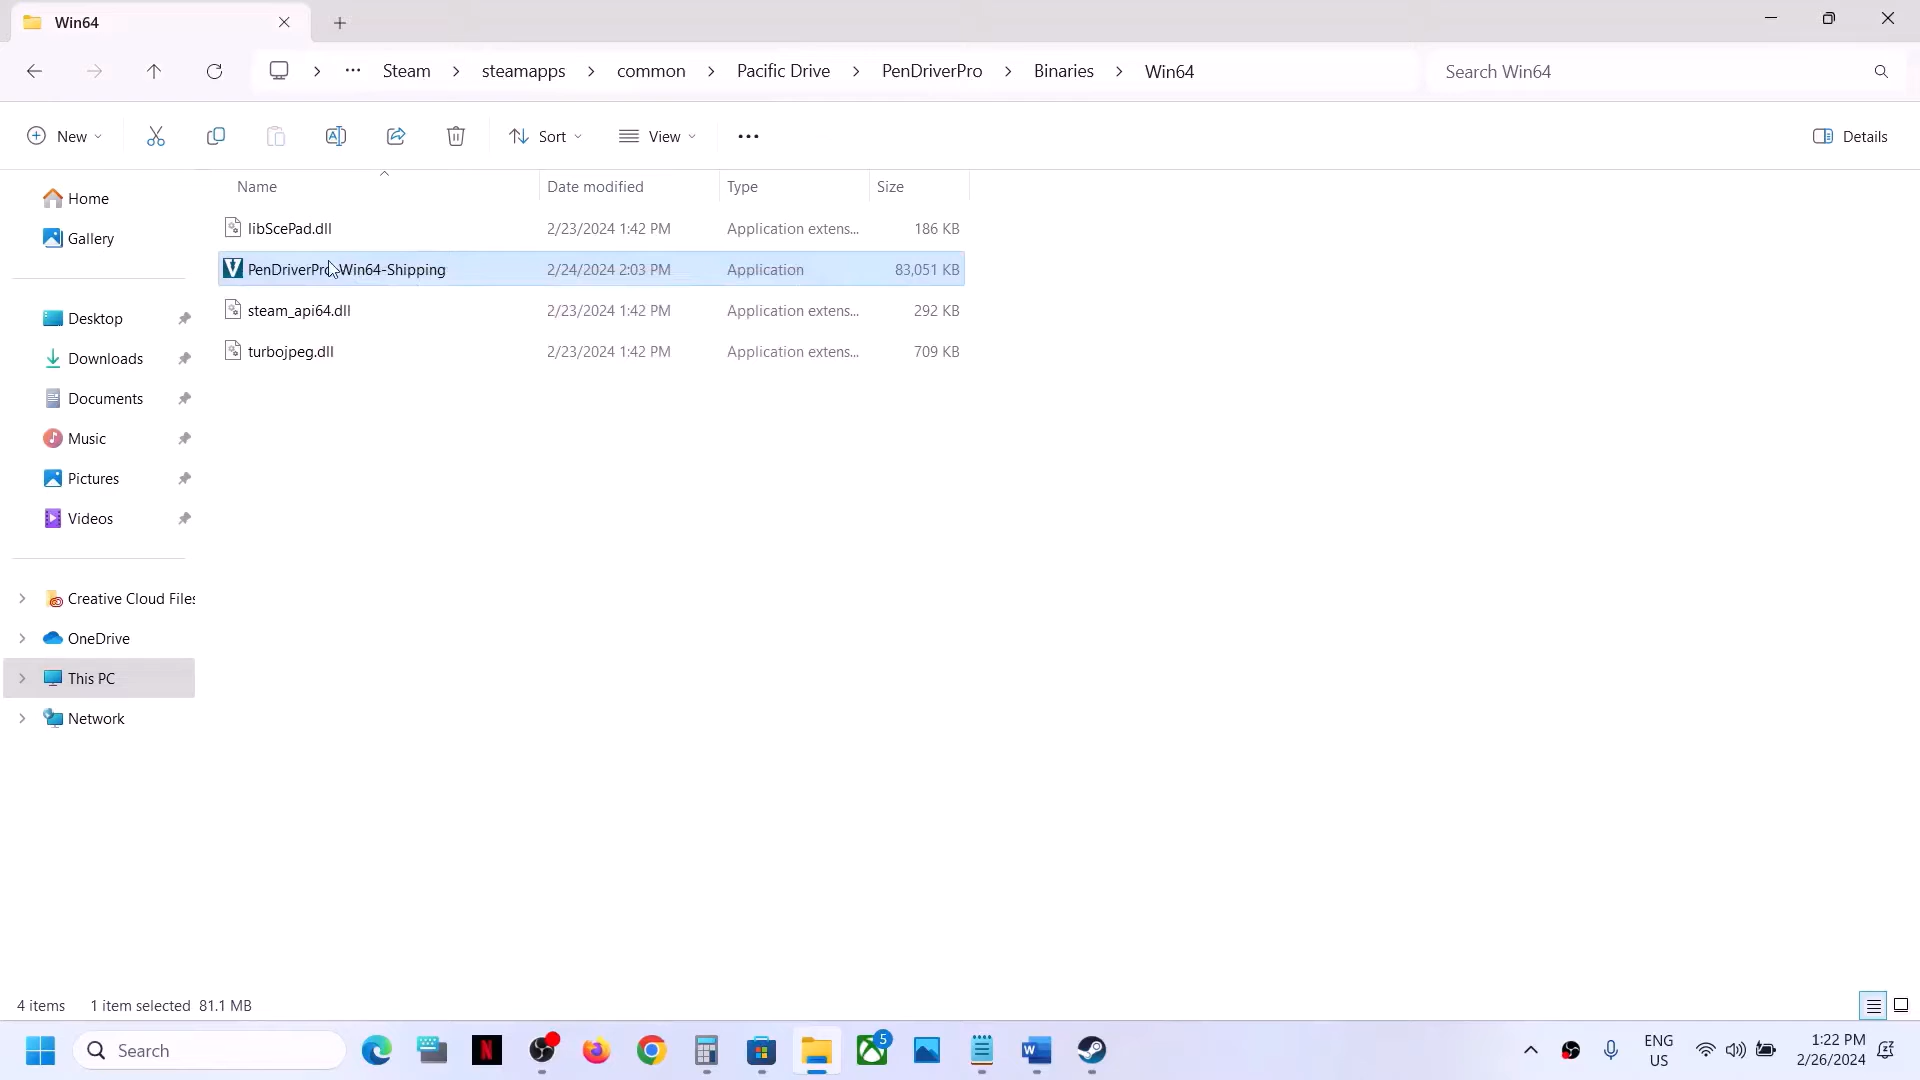 Win64
Steam > steamapps > common > Pacific Drive > PenDriverPro > Binaries > Win64
Search Win64
New
Sort
View
Details
Name Date modified Type Size
Home
Gallery
Desktop
Downloads
Documents
Music
Pictures
Videos
Creative Cloud Files
OneDrive
This PC
Network
libScePad.dll 2/23/2024 1:42 PM Application extens... 186 KB
PenDriverPro-Win64-Shipping 2/24/2024 2:03 PM Application 83,051 KB
steam_api64.dll 2/23/2024 1:42 PM Application extens... 292 KB
turbojpeg.dll 2/23/2024 1:42 PM Application extens... 709 KB
4 items 1 item selected 81.1 MB
Search
5
ENG
US
1:22 PM
2/26/2024